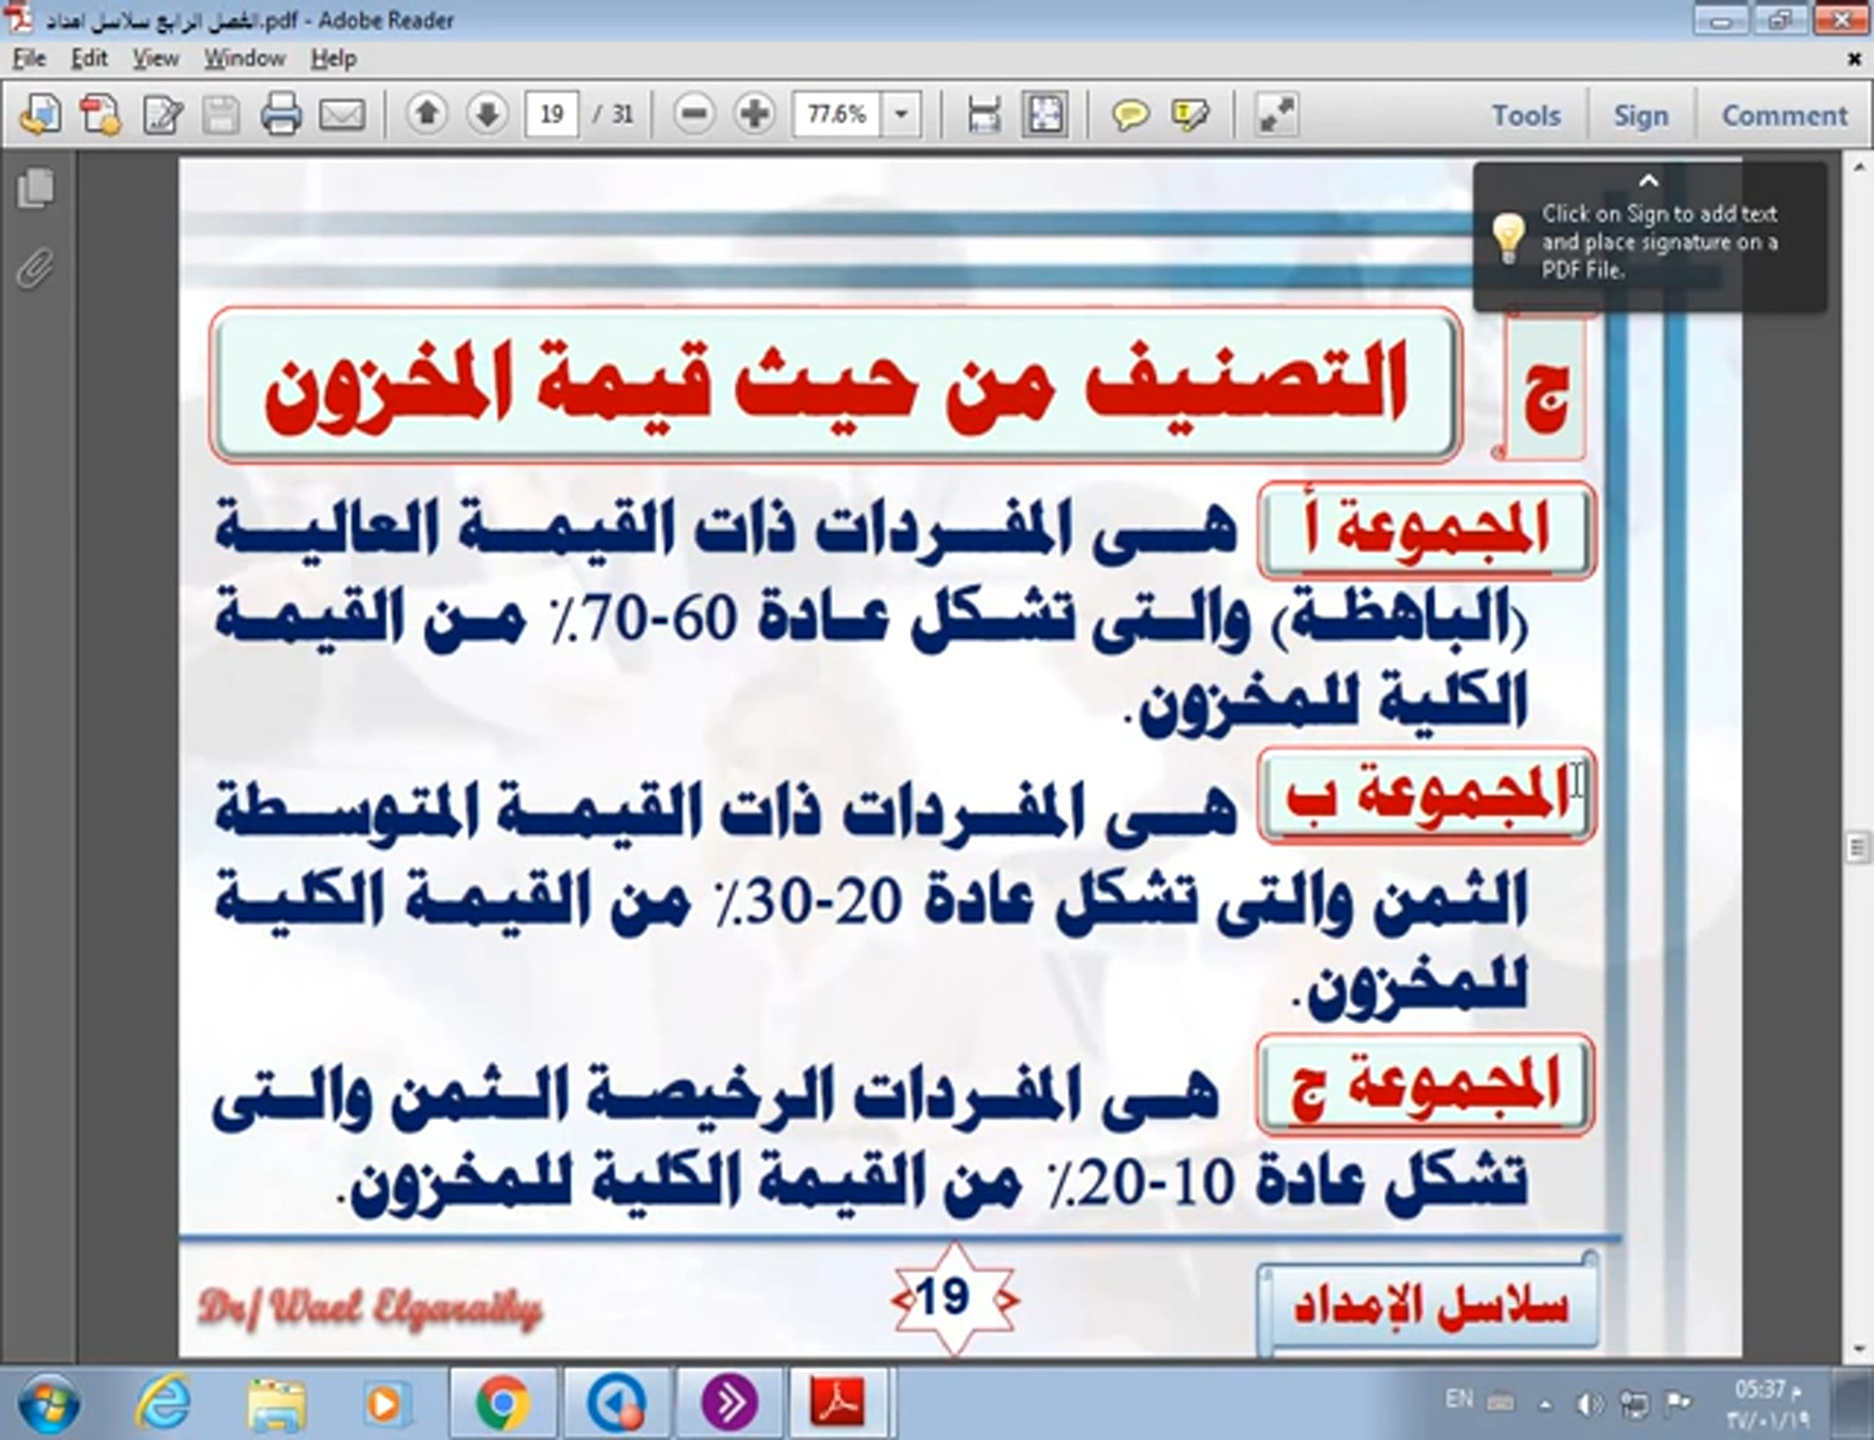 الفصل الرابع سلاسل امداد.pdf - Adobe Reader
File Edit View Window Help
19 / 31 77.6% Tools Sign Comment
Click on Sign to add text
and place signature on a
PDF File.
ج التصنيف من حيث قيمة المخزون
المجموعة أ هى المفردات ذات القيمة العالية
(الباهظة) والتى تشكل عادة 60-70٪ من القيمة
الكلية للمخزون.
المجموعة ب هى المفردات ذات القيمة المتوسطة
الثمن والتى تشكل عادة 20-30٪ من القيمة الكلية
للمخزون.
المجموعة ج هى المفردات الرخيصة الثمن والتى
تشكل عادة 10-20٪ من القيمة الكلية للمخزون.
سلاسل الإمداد 19 Dr/ Wael Elgaraihy
EN 05:37 م
٣٧/٠١/١٩